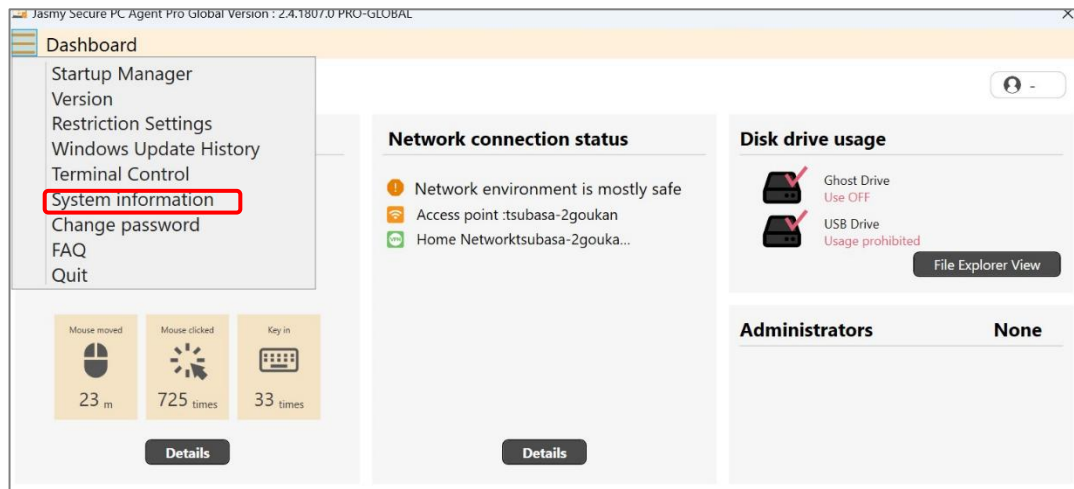 Jasmy Secure PC Agent Pro Global Version : 2.4.1807.0 PRO-GLOBAL
Dashboard
Startup Manager
Version
Restriction Settings
Windows Update History
Terminal Control
System information
Change password
FAQ
Quit
-
Mouse moved
23 m
Mouse clicked
725 times
Key in
33 times
Details
Network connection status
Network environment is mostly safe
Access point :tsubasa-2goukan
VPN
Home Networktsubasa-2gouka...
Details
Disk drive usage
Ghost Drive
Use OFF
USB Drive
Usage prohibited
File Explorer View
Administrators None